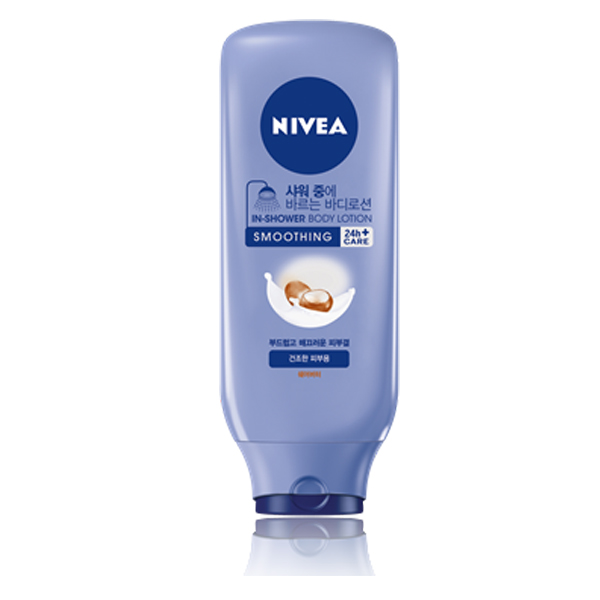 NIVEA
샤워 중에
바르는 바디로션
IN-SHOWER BODY LOTION
SMOOTHING 24h+ CARE
부드럽고 매끄러운 피부결
건조한 피부용